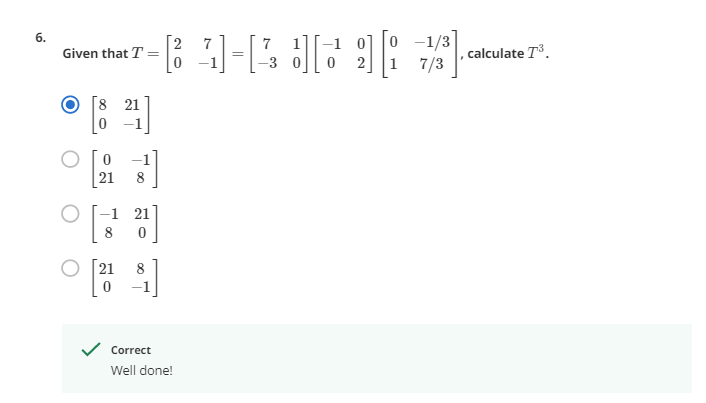 6.
Given that T = [2 7; 0 −1] = [7 1; −3 0] [−1 0; 0 2] [0 −1/3; 1 7/3], calculate T³.
[8 21; 0 −1]
[0 −1; 21 8]
[−1 21; 8 0]
[21 8; 0 −1]
Correct
Well done!